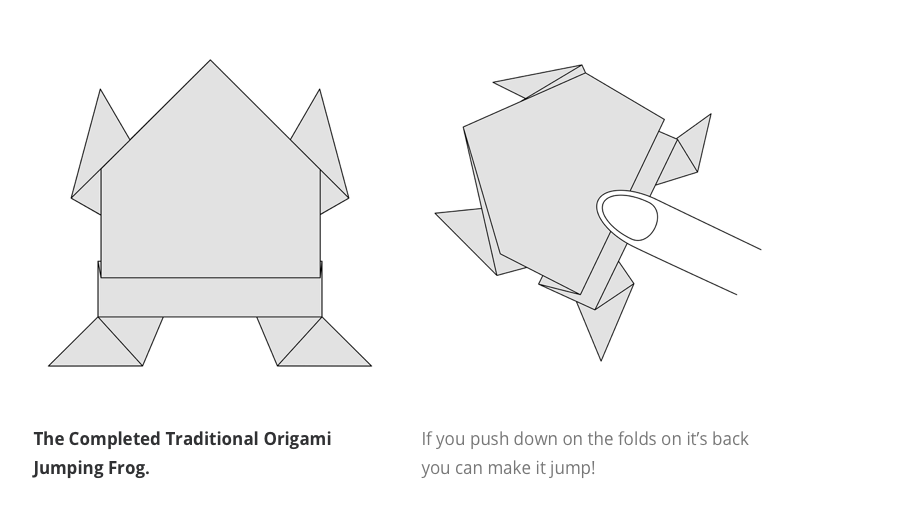 The Completed Traditional Origami
Jumping Frog.
If you push down on the folds on it’s back
you can make it jump!